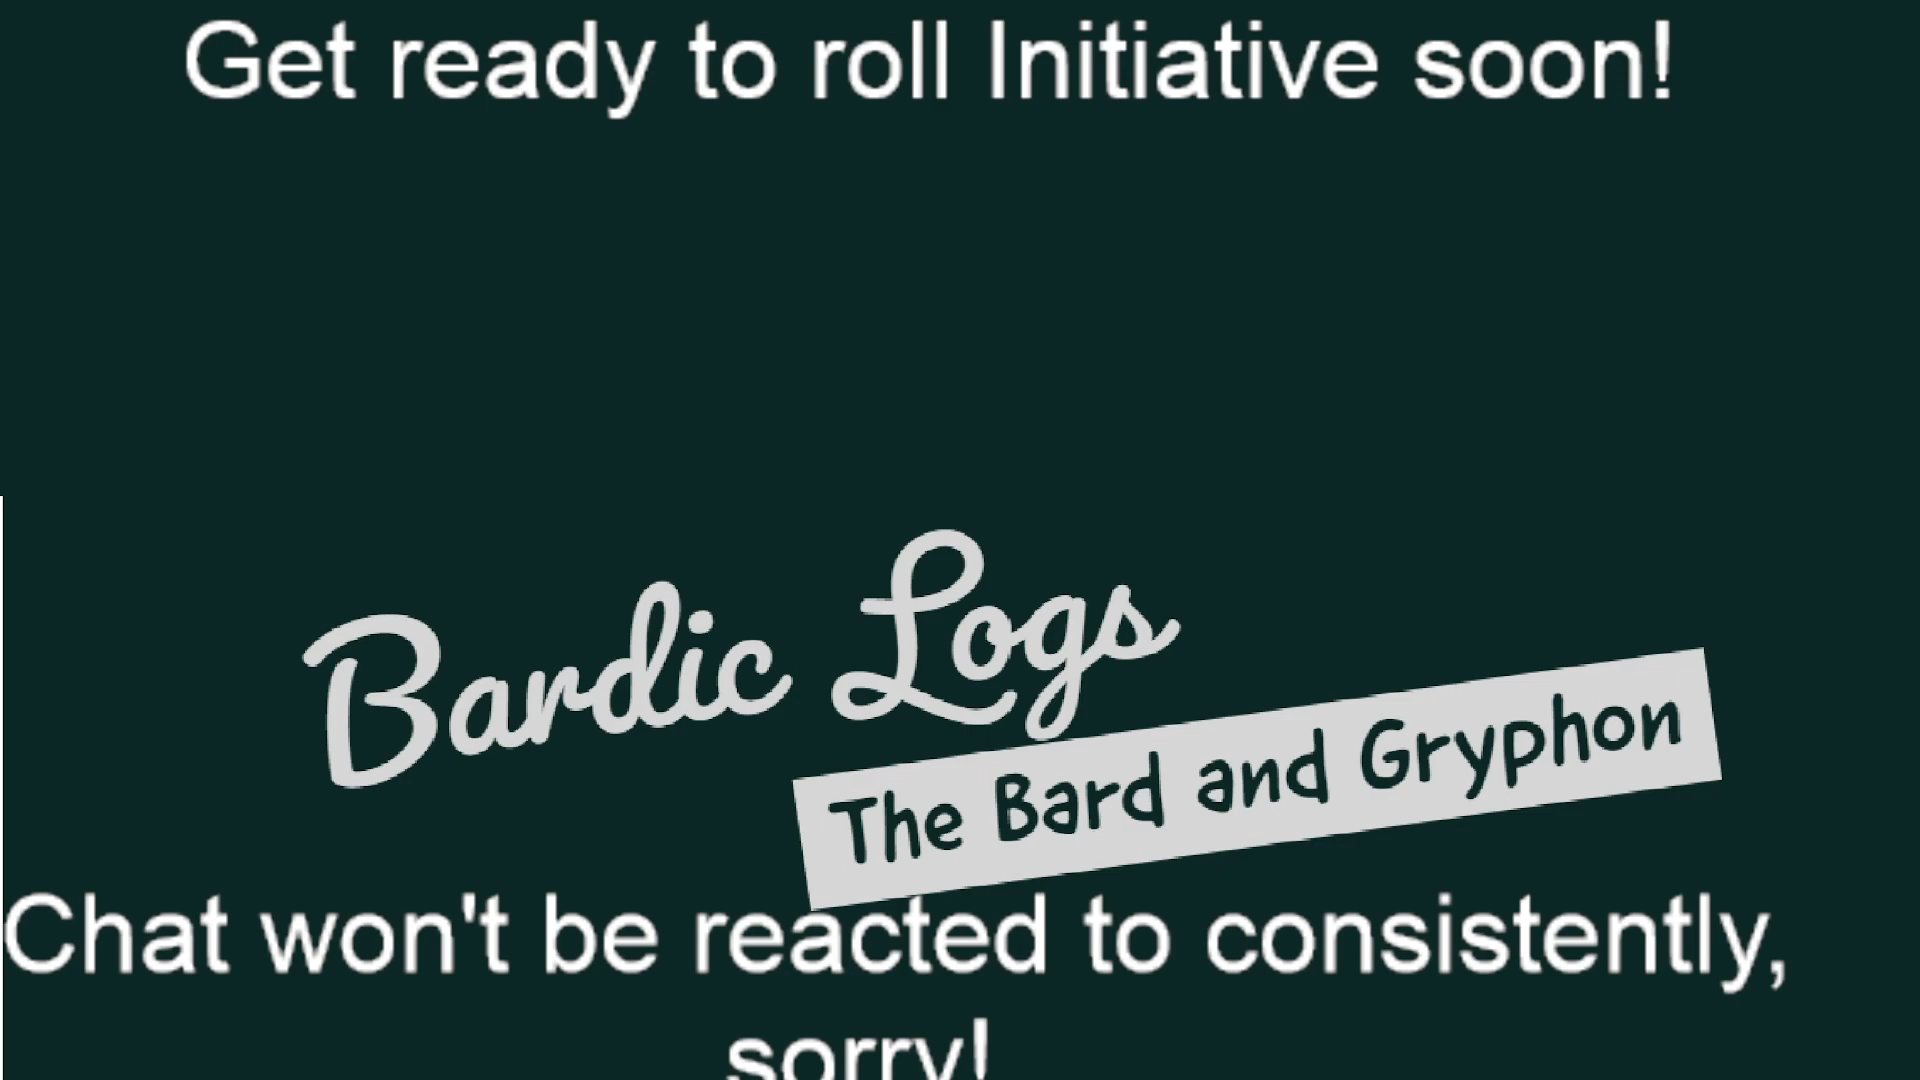 Get ready to roll Initiative soon!
Bardic Logs
The Bard and Gryphon
Chat won't be reacted to consistently,
sorry!